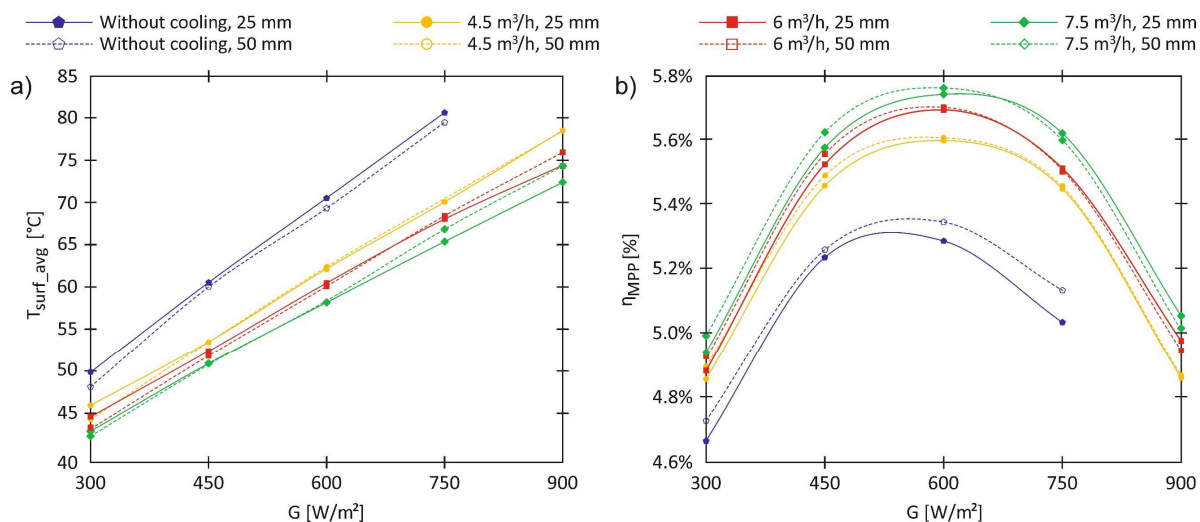 Without cooling, 25 mm 4.5 m³/h, 25 mm 6 m³/h, 25 mm 7.5 m³/h, 25 mm
Without cooling, 50 mm 4.5 m³/h, 50 mm 6 m³/h, 50 mm 7.5 m³/h, 50 mm
a)
85
80
75
70
65
60
55
50
45
40
T_surf_avg [°C]
300 450 600 750 900
G [W/m²]
b)
5.8%
5.6%
5.4%
5.2%
5.0%
4.8%
4.6%
η_MPP [%]
300 450 600 750 900
G [W/m²]